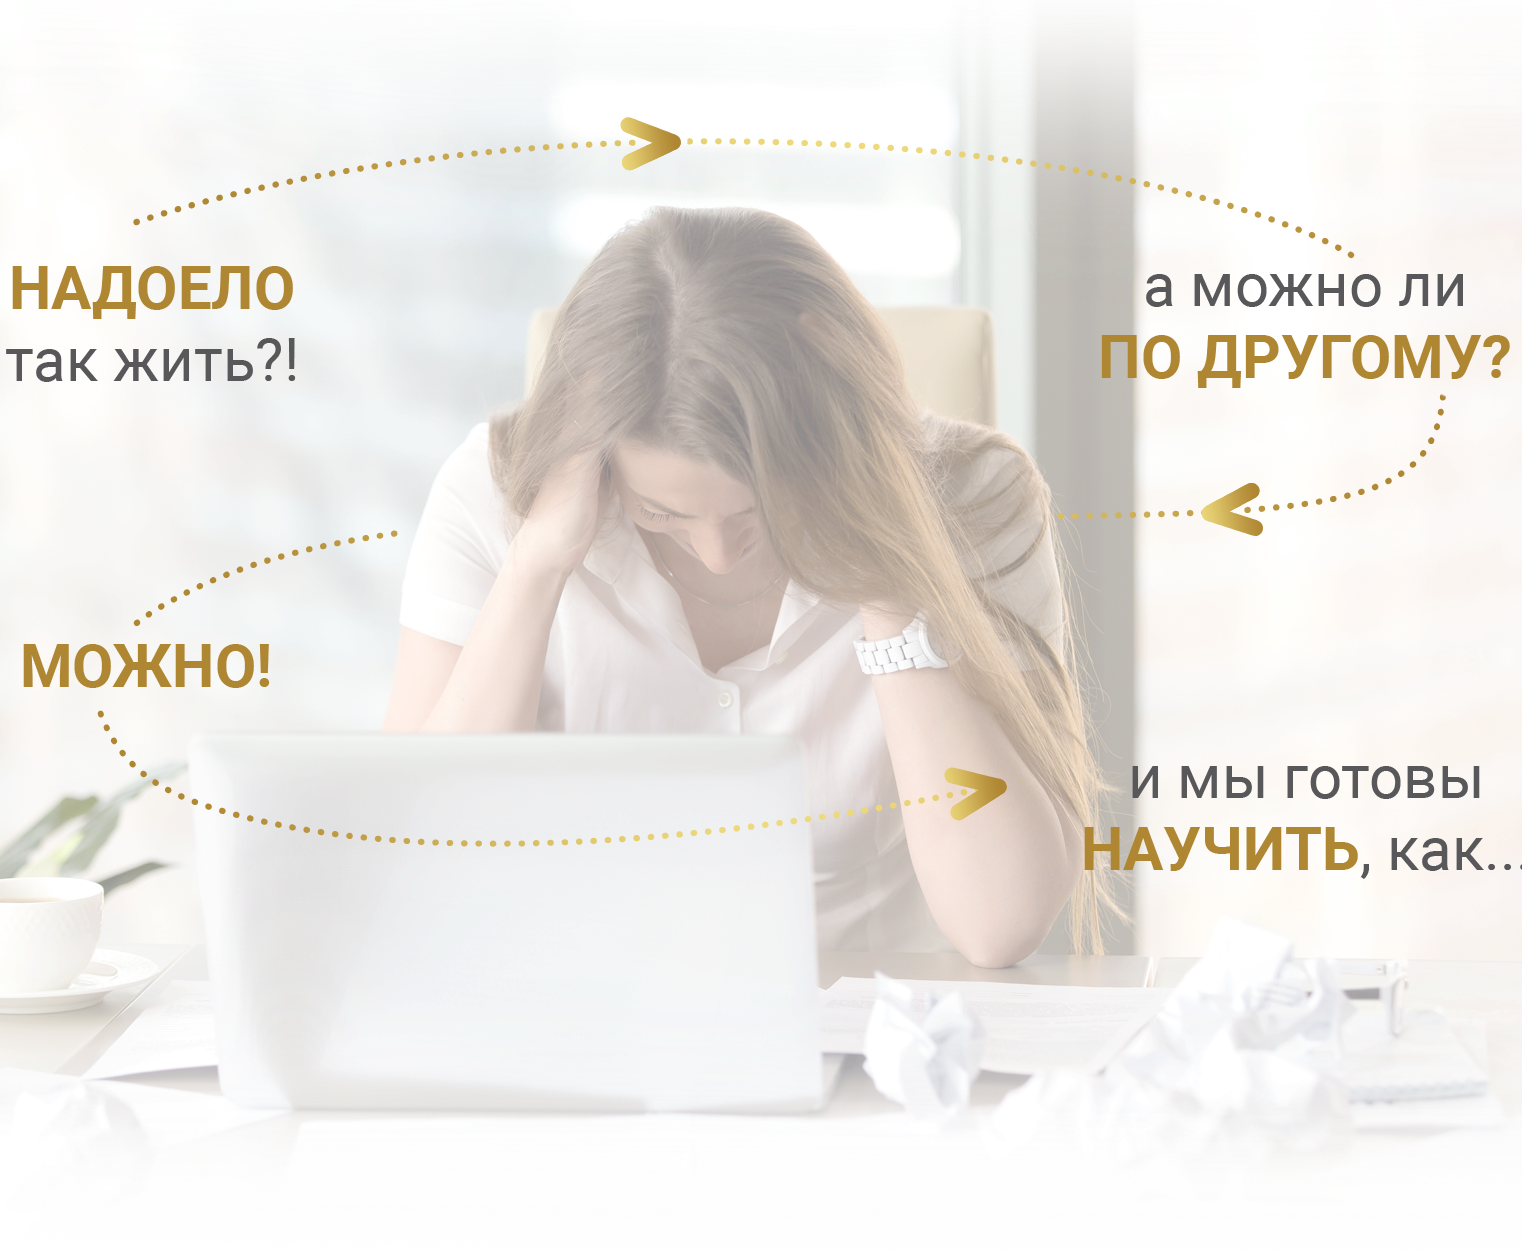 НАДОЕЛО
так жить?!
а можно ли
ПО ДРУГОМУ?
МОЖНО!
и мы готовы
НАУЧИТЬ, как...